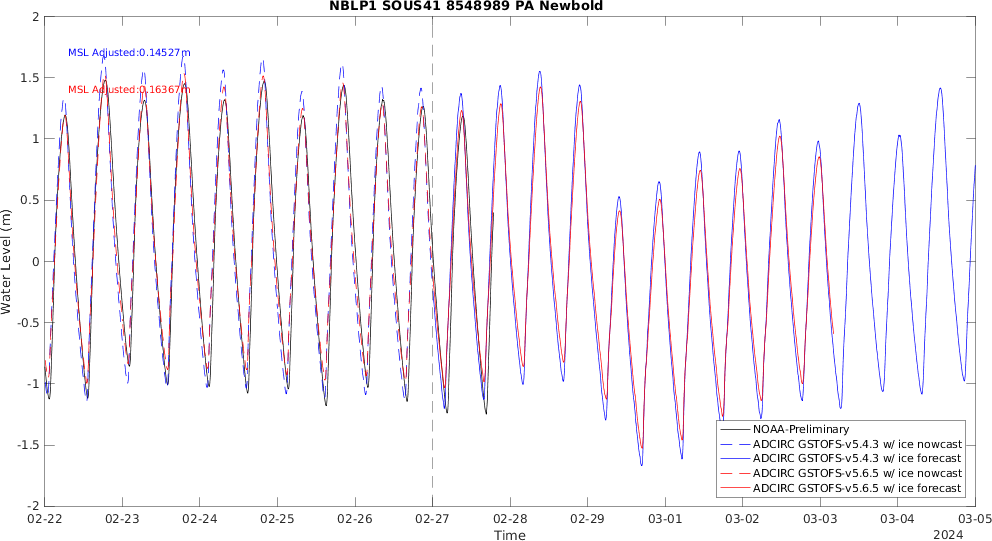 NBLP1 SOUS41 8548989 PA Newbold
2
1.5
1
0.5
0
-0.5
-1
-1.5
-2
Water Level (m)
MSL Adjusted:0.14527m
MSL Adjusted:0.16367m
NOAA-Preliminary
ADCIRC GSTOFS-v5.4.3 w/ ice nowcast
ADCIRC GSTOFS-v5.4.3 w/ ice forecast
ADCIRC GSTOFS-v5.6.5 w/ ice nowcast
ADCIRC GSTOFS-v5.6.5 w/ ice forecast
02-22 02-23 02-24 02-25 02-26 02-27 02-28 02-29 03-01 03-02 03-03 03-04 03-05
Time
2024